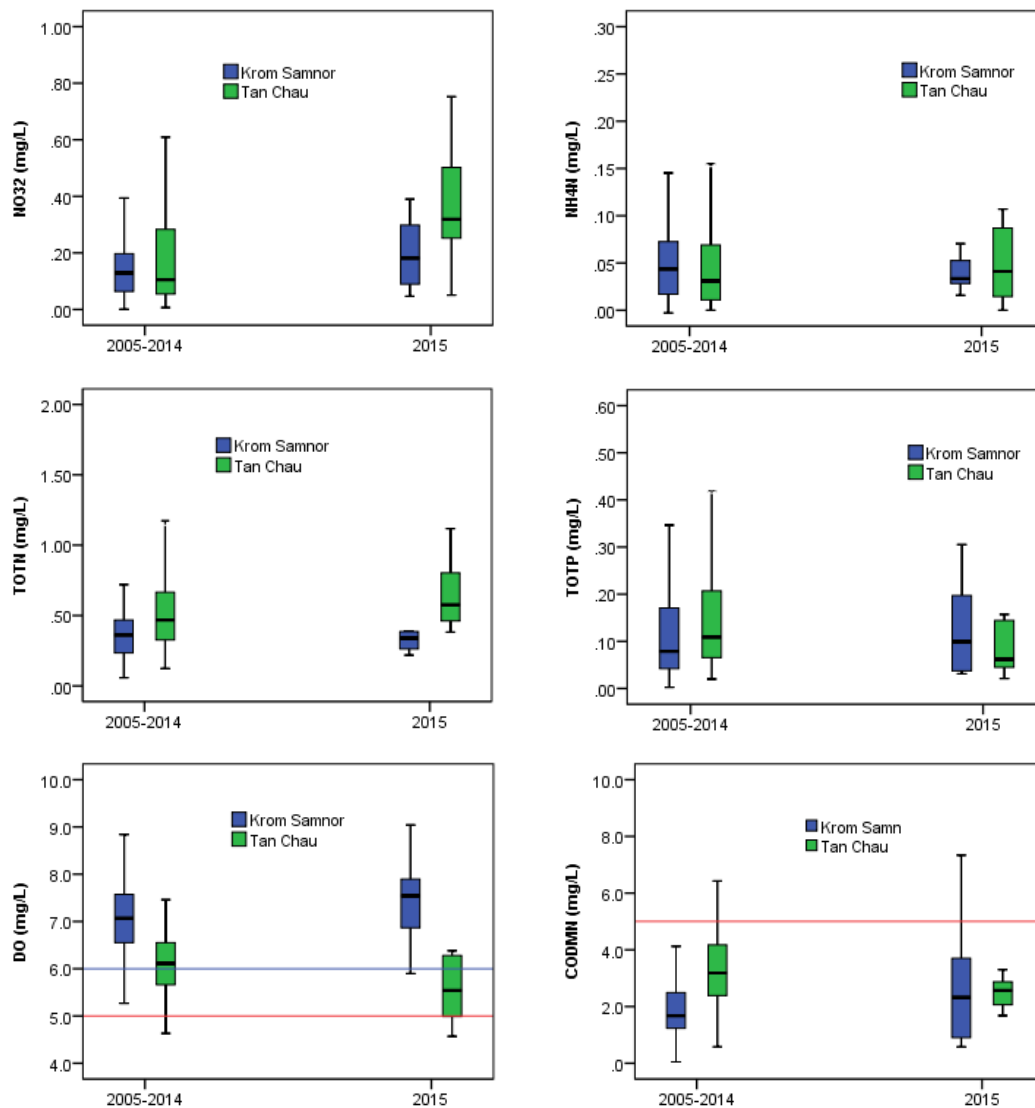 1.00
.80
.60
.40
.20
.00
NO32 (mg/L)
Krom Samnor
Tan Chau
2005-2014
2015
.30
.25
.20
.15
.10
.05
.00
NH4N (mg/L)
Krom Samnor
Tan Chau
2005-2014
2015
2.00
1.50
1.00
.50
.00
TOTN (mg/L)
Krom Samnor
Tan Chau
2005-2014
2015
.60
.50
.40
.30
.20
.10
.00
TOTP (mg/L)
Krom Samnor
Tan Chau
2005-2014
2015
10.0
9.0
8.0
7.0
6.0
5.0
4.0
DO (mg/L)
Krom Samnor
Tan Chau
2005-2014
2015
10.0
8.0
6.0
4.0
2.0
.0
CODMN (mg/L)
Krom Samn
Tan Chau
2005-2014
2015